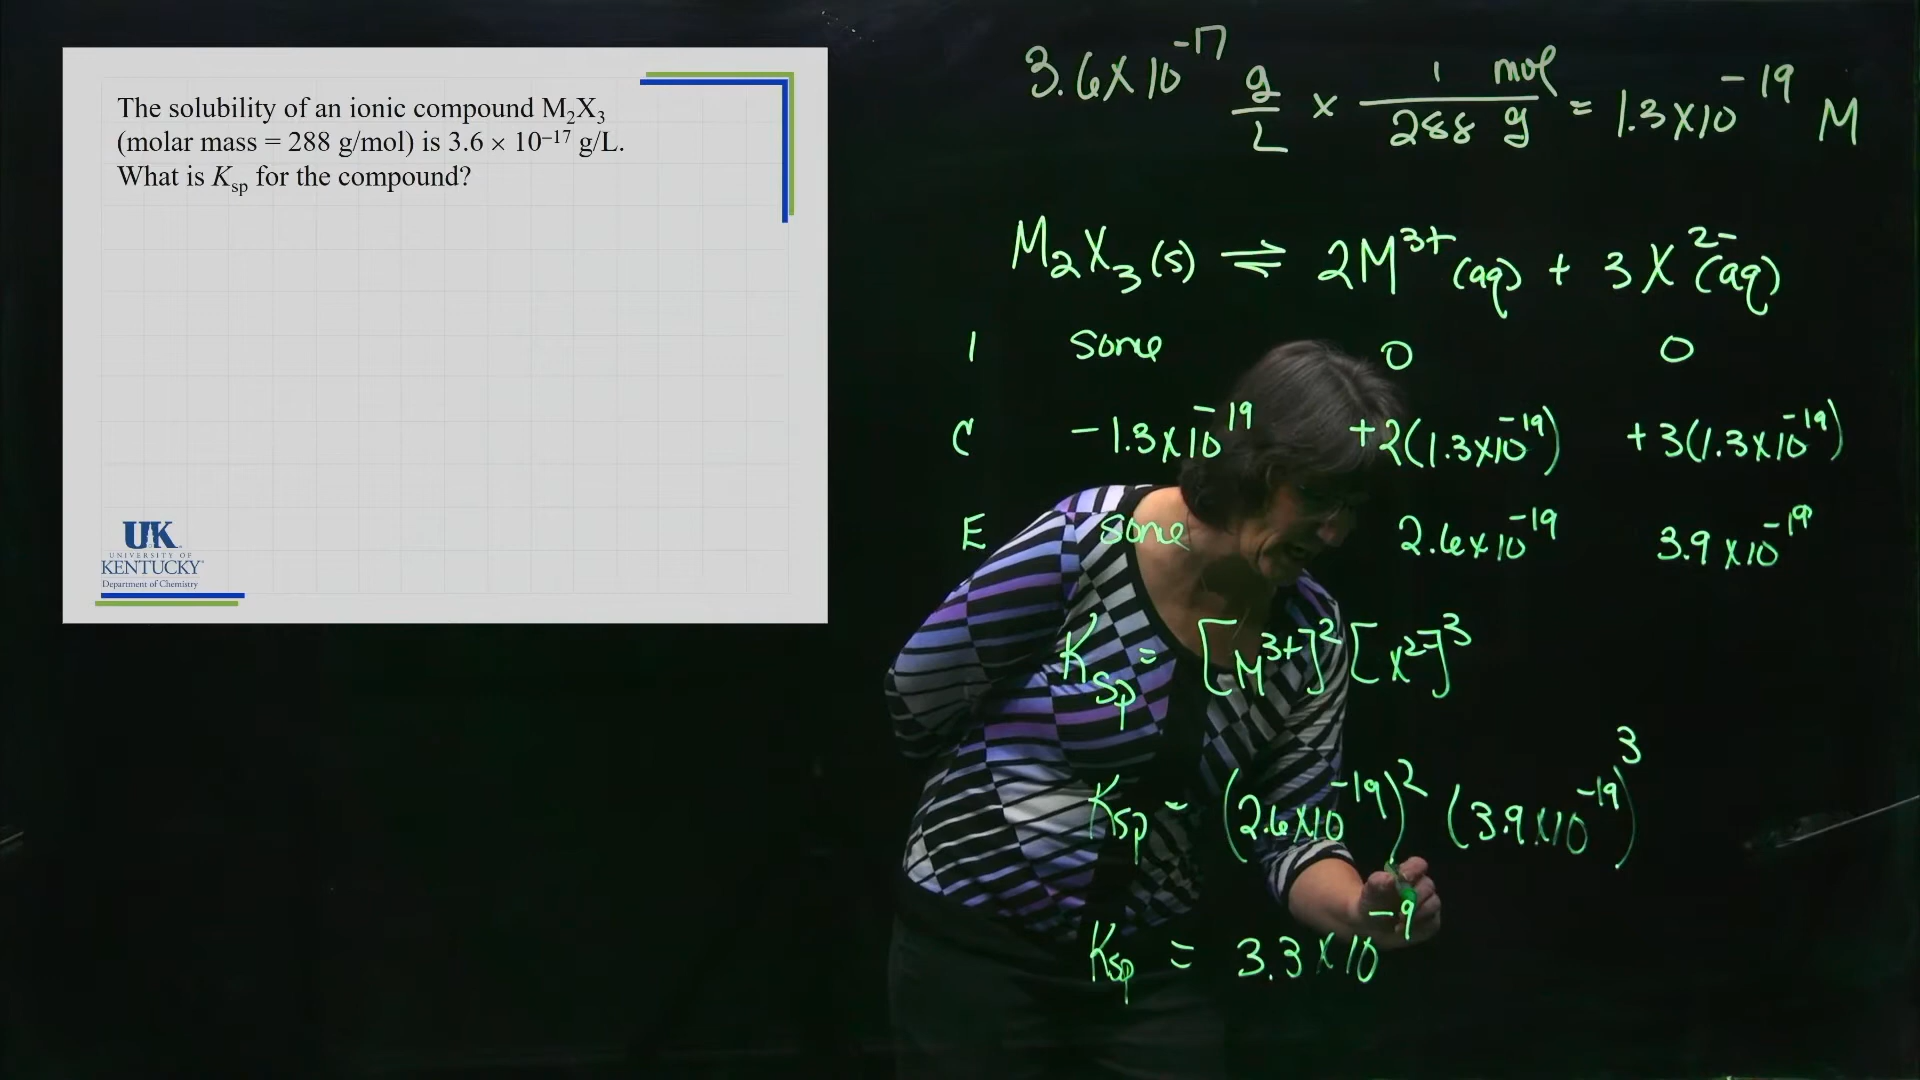 The solubility of an ionic compound M₂X₃
(molar mass = 288 g/mol) is 3.6 × 10⁻¹⁷ g/L.
What is Kₛₚ for the compound?
UK
UNIVERSITY OF
KENTUCKY
Department of Chemistry
3.6 X 10⁻¹⁷ g/L x 1 mol/288 g = 1.3 X 10⁻¹⁹ M
M₂X₃(s) ⇌ 2M³⁺(aq) + 3X²⁻(aq)
I some 0 0
C -1.3 x 10⁻¹⁹ +2(1.3 x 10⁻¹⁹) +3(1.3 x 10⁻¹⁹)
E some 2.6 x 10⁻¹⁹ 3.9 x 10⁻¹⁹
Ksp = [M³⁺]² [X²⁻]³
Ksp = (2.6 x 10⁻¹⁹)² (3.9 x 10⁻¹⁹)³
Ksp = 3.3 x 10⁻⁹